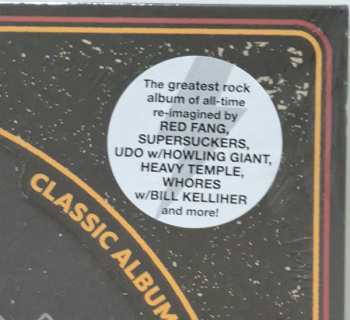 The greatest rock
album of all-time
re-imagined by
RED FANG,
SUPERSUCKERS,
UDO w/HOWLING GIANT,
HEAVY TEMPLE,
WHORES
w/BILL KELLIHER
and more!
CLASSIC ALBUM